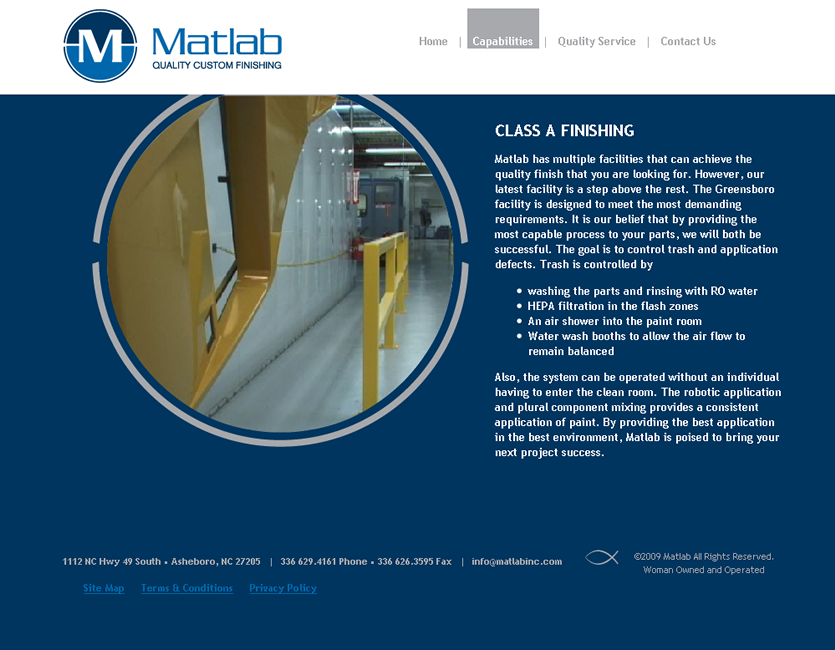 M
Matlab
QUALITY CUSTOM FINISHING
Home | Capabilities | Quality Service | Contact Us
CLASS A FINISHING
Matlab has multiple facilities that can achieve the
quality finish that you are looking for. However, our
latest facility is a step above the rest. The Greensboro
facility is designed to meet the most demanding
requirements. It is our belief that by providing the
most capable process to your parts, we will both be
successful. The goal is to control trash and application
defects. Trash is controlled by
• washing the parts and rinsing with RO water
• HEPA filtration in the flash zones
• An air shower into the paint room
• Water wash booths to allow the air flow to
remain balanced
Also, the system can be operated without an individual
having to enter the clean room. The robotic application
and plural component mixing provides a consistent
application of paint. By providing the best application
in the best environment, Matlab is poised to bring your
next project success.
1112 NC Hwy 49 South • Asheboro, NC 27205 | 336 629.4161 Phone • 336 626.3595 Fax | info@matlabinc.com
©2009 Matlab All Rights Reserved.
Woman Owned and Operated
Site Map Terms & Conditions Privacy Policy